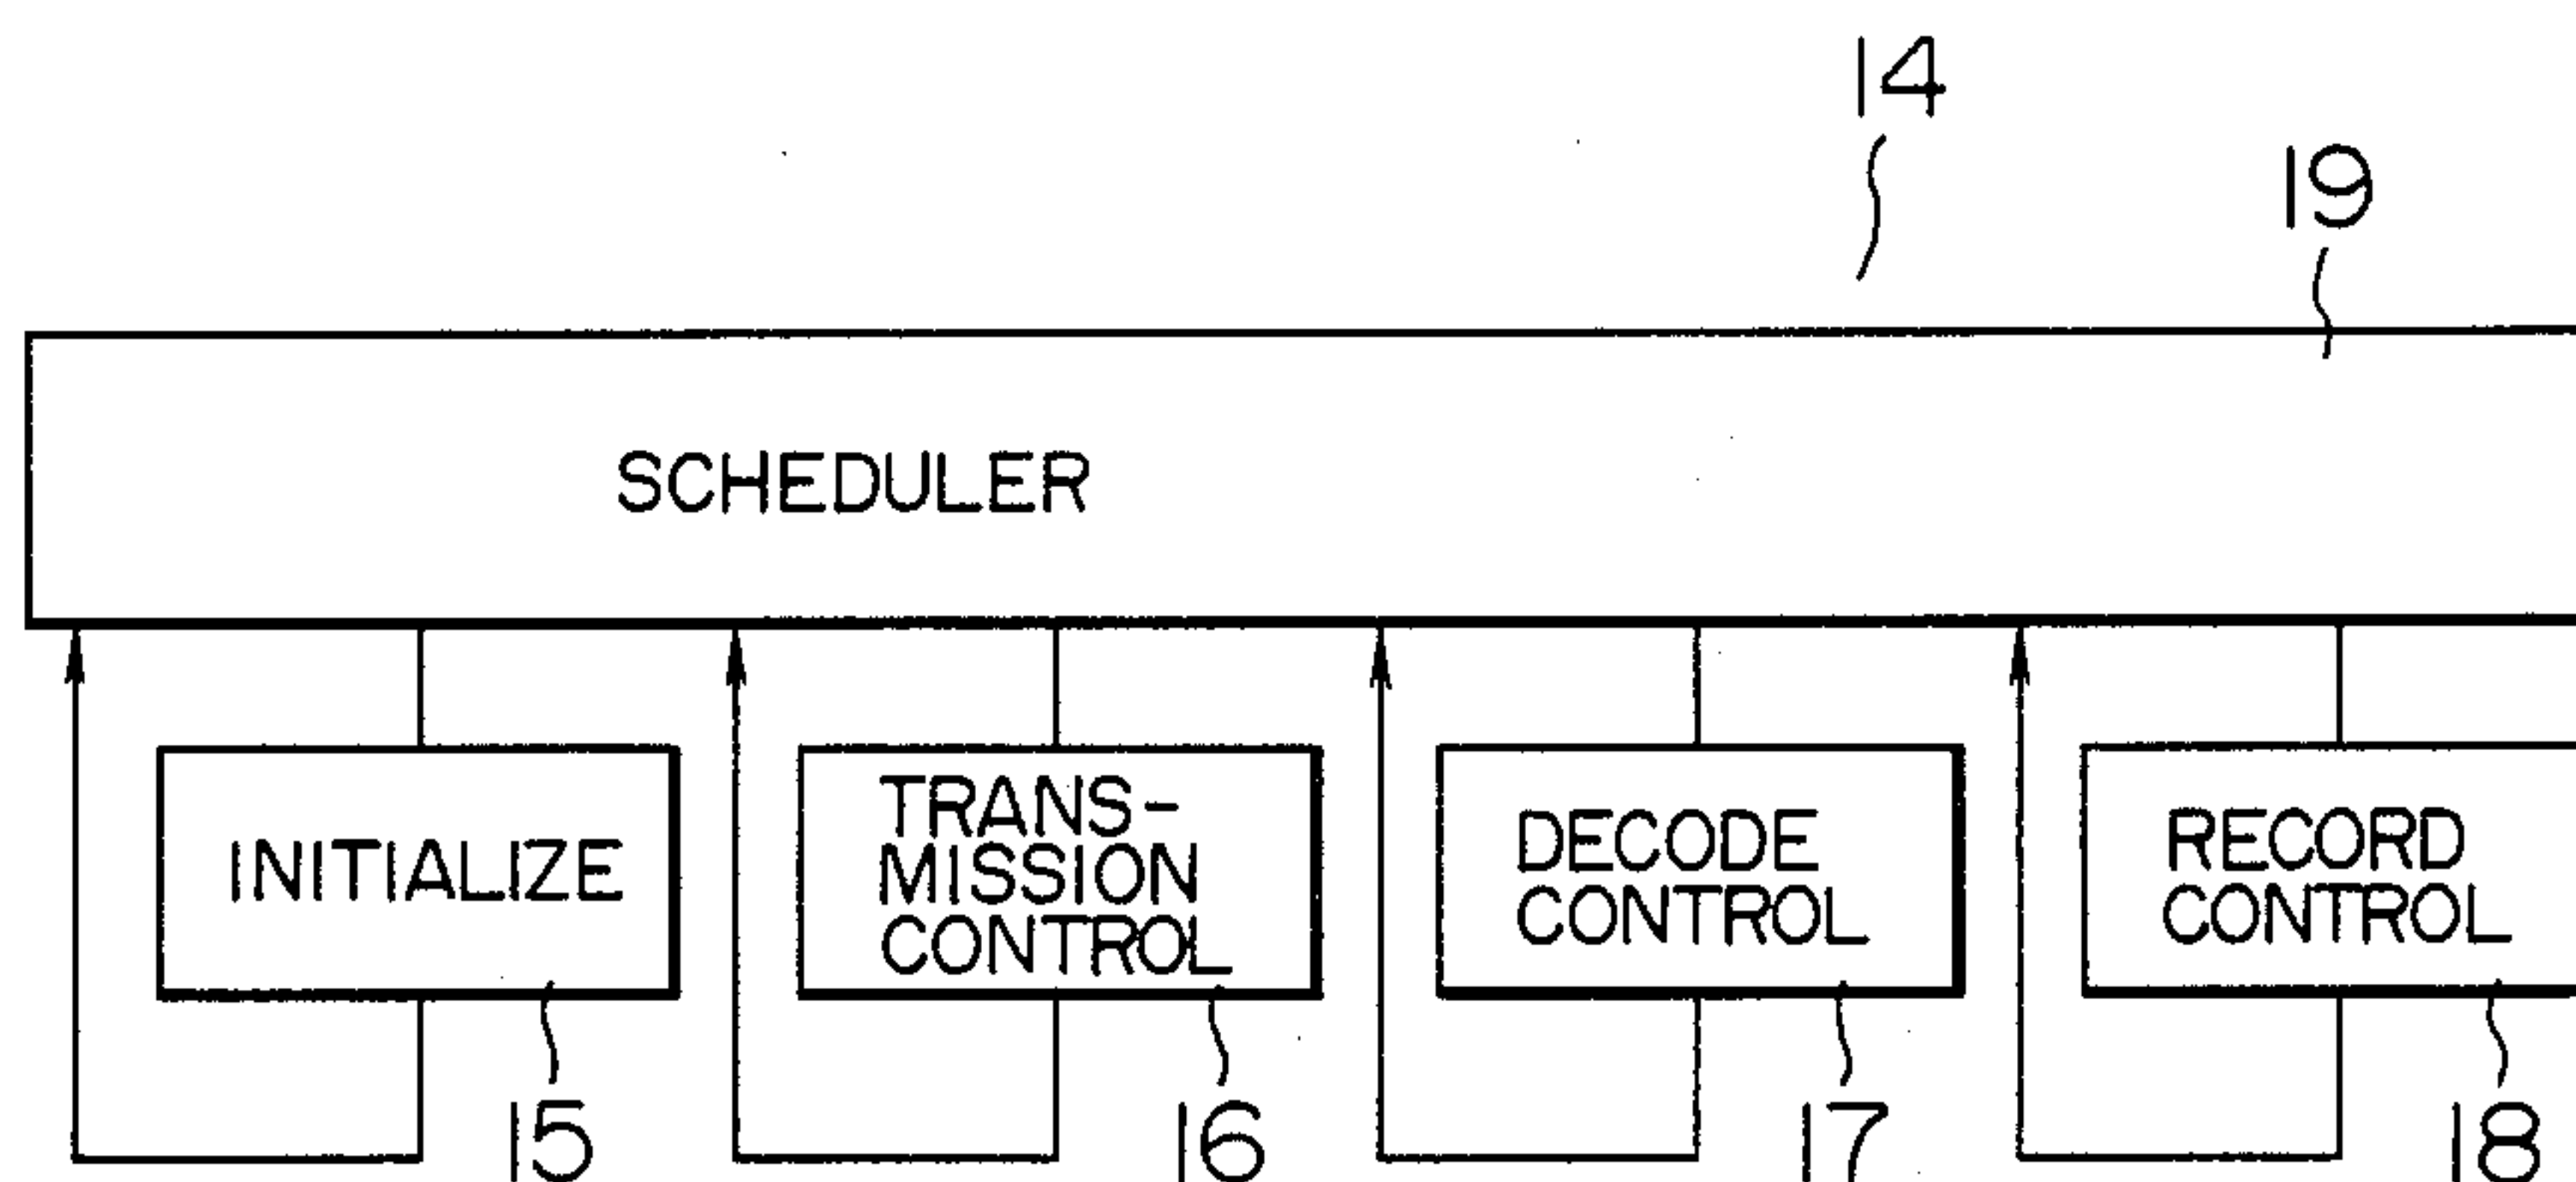 14
19
SCHEDULER
INITIALIZE
TRANS-
MISSION
CONTROL
DECODE
CONTROL
RECORD
CONTROL
15
16
17
18